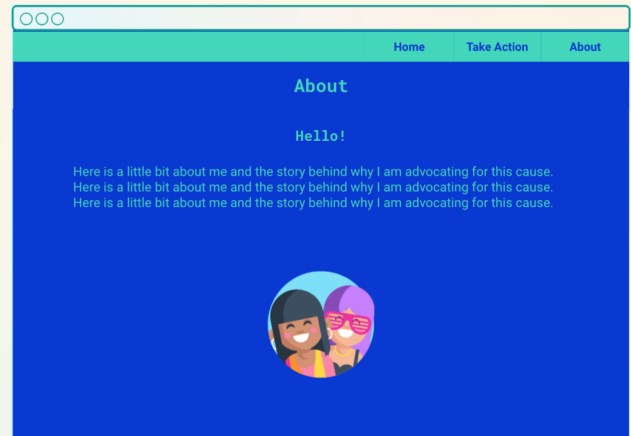 Home
Take Action
About
About
Hello!
Here is a little bit about me and the story behind why I am advocating for this cause.
Here is a little bit about me and the story behind why I am advocating for this cause.
Here is a little bit about me and the story behind why I am advocating for this cause.